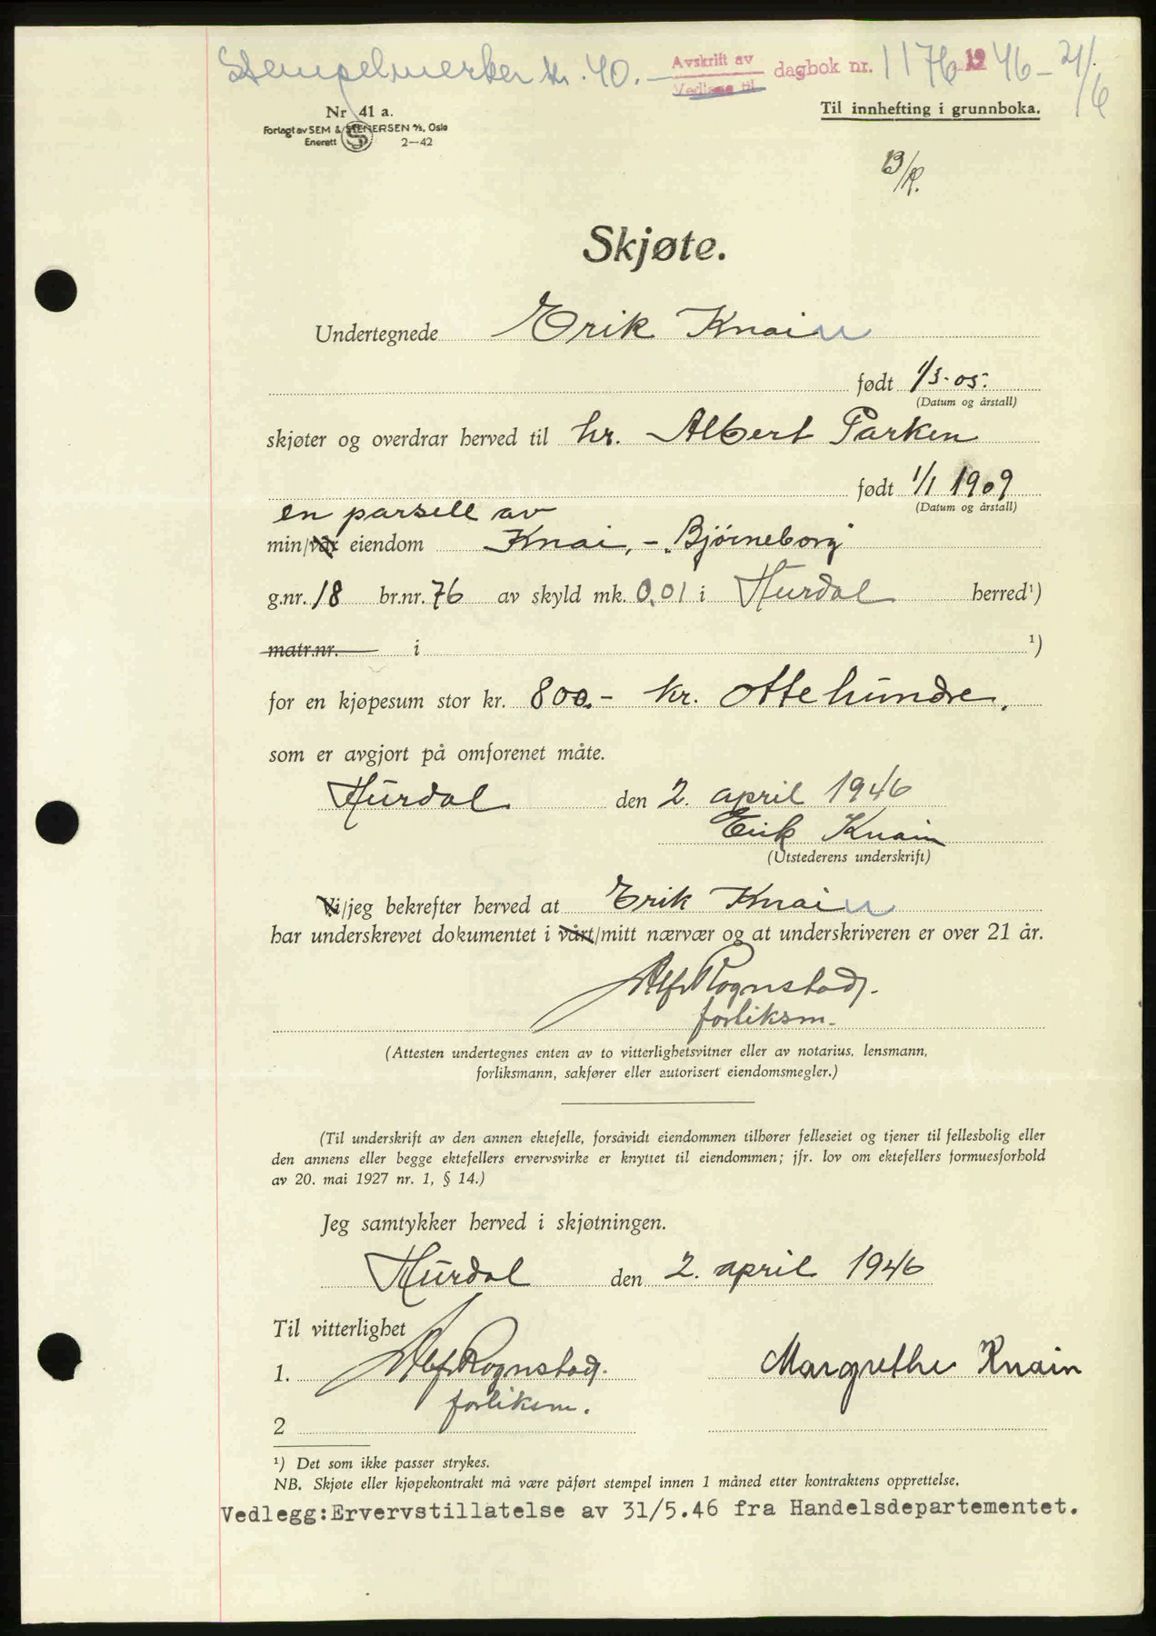 Stempelmerker kr. 40.— Avskrift av dagbok nr. 1176 1946 - 21/6
Vedlegg til
Nr 41 a.
Forlagt av SEM & STENERSEN A/S, Oslo
Enerett 2—42
Til innhefting i grunnboka.
Skjøte.
Undertegnede Erik Knain
født 1/3-05.
(Datum og årstall)
skjøter og overdrar herved til hr. Albert Parken
født 1/1 1909
(Datum og årstall)
en parsell av
min/vår eiendom Knai, - „Bjørneborg"
g.nr. 18 br.nr. 76 av skyld mk. 0,01 i Hurdal herred¹)
matr.nr. i ¹)
for en kjøpesum stor kr. 800.- kr. ottehundre.
som er avgjort på omforenet måte.
Hurdal den 2. april 1946
Erik Knain
(Utstederens underskrift)
Vi/jeg bekrefter herved at Erik Knain
har underskrevet dokumentet i vårt/mitt nærvær og at underskriveren er over 21 år.
Alf Rognstad.
forliksm.
(Attesten undertegnes enten av to vitterlighetsvitner eller av notarius, lensmann,
forliksmann, sakfører eller autorisert eiendomsmegler.)
(Til underskrift av den annen ektefelle, forsåvidt eiendommen tilhører felleseiet og tjener til fellesbolig eller
den annens eller begge ektefellers ervervsvirke er knyttet til eiendommen; jfr. lov om ektefellers formuesforhold
av 20. mai 1927 nr. 1, § 14.)
Jeg samtykker herved i skjøtningen.
Hurdal den 2. april 1946
Til vitterlighet
1. Alf Rognstad. Margrethe Knain
forliksm.
2
¹) Det som ikke passer strykes.
NB. Skjøte eller kjøpekontrakt må være påført stempel innen 1 måned etter kontraktens opprettelse.
Vedlegg:Ervervstillatelse av 31/5.46 fra Handelsdepartementet.